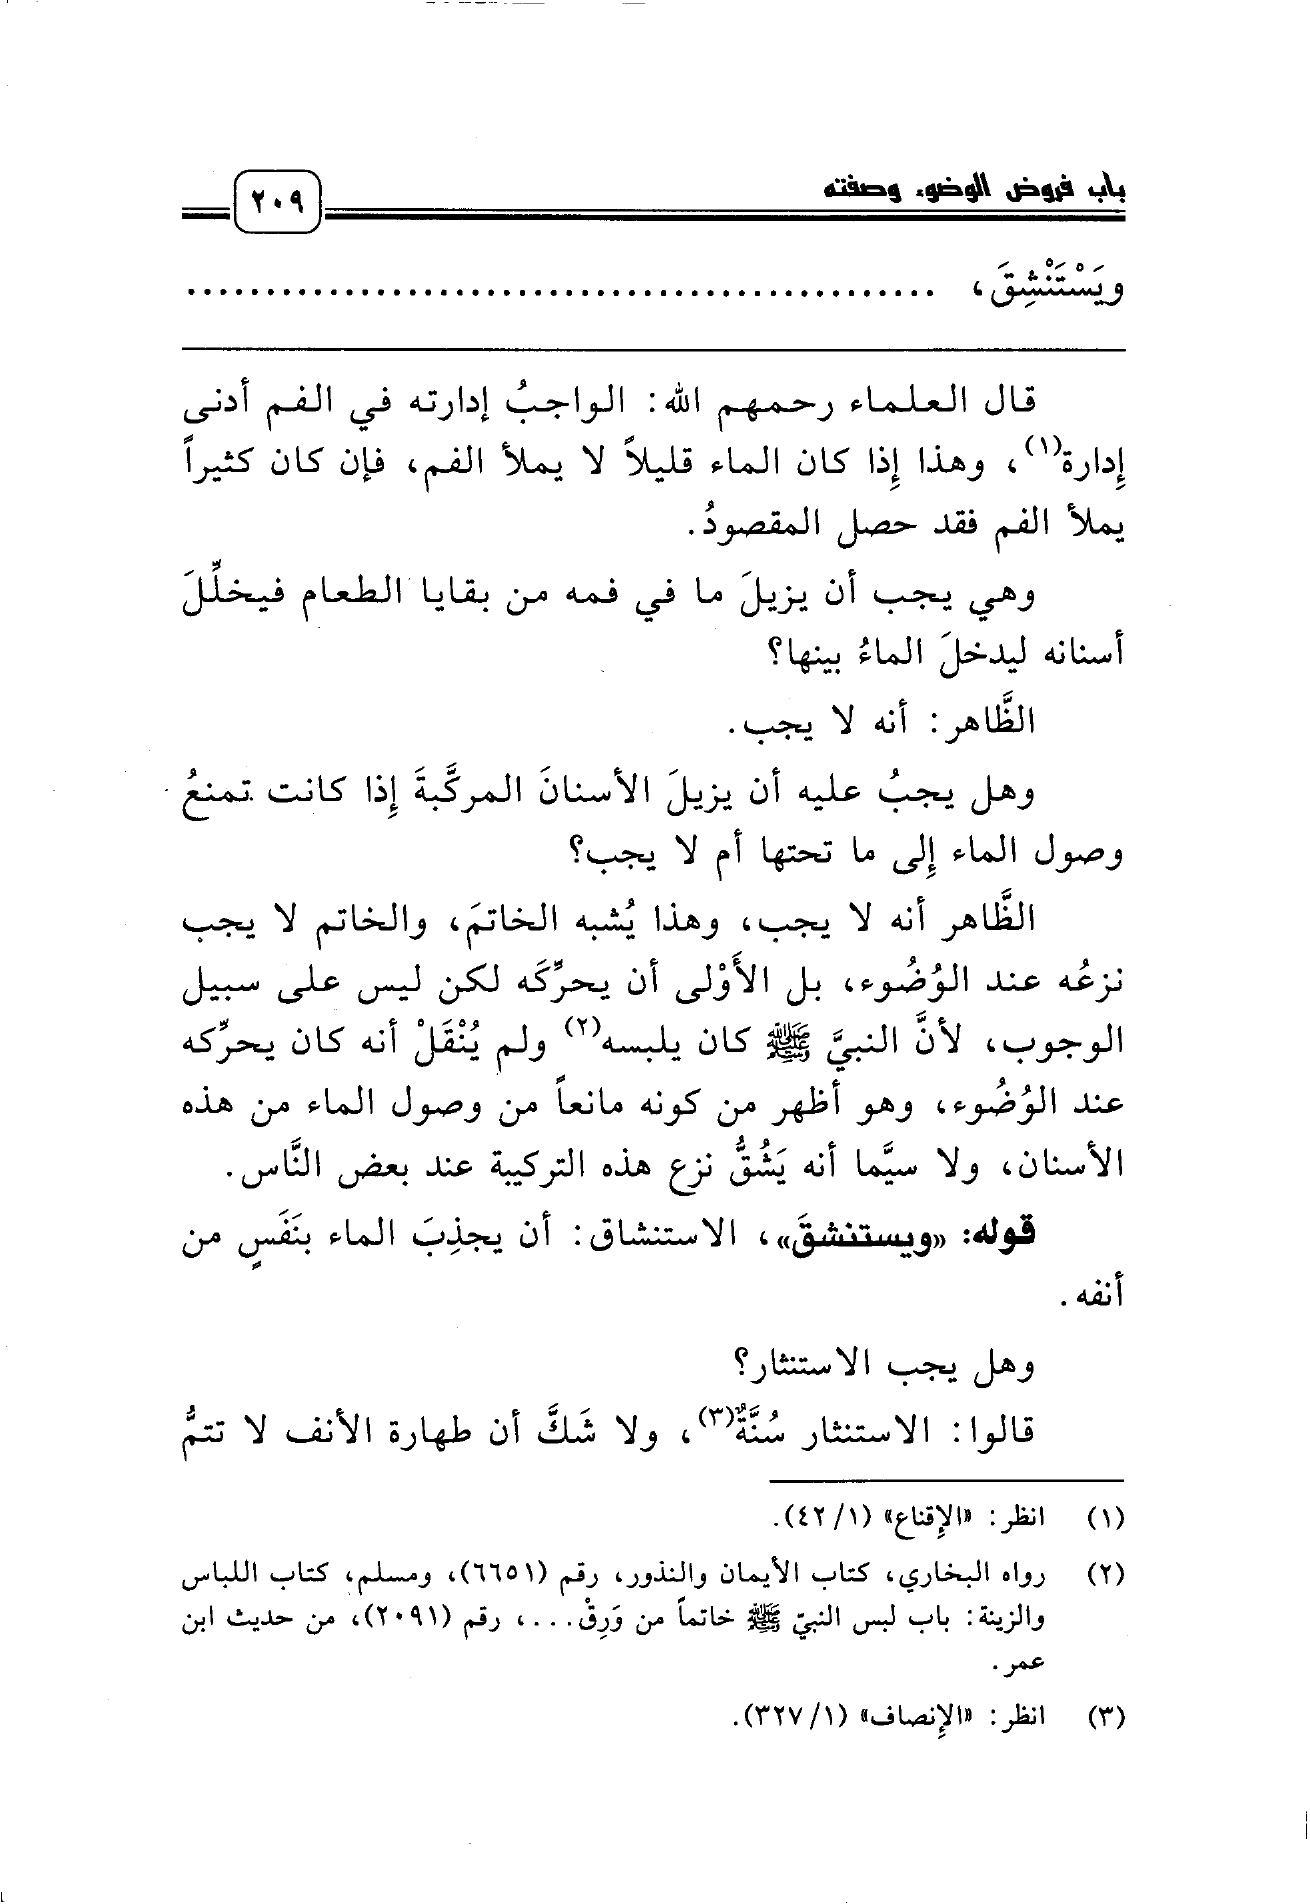 باب فروض الوضوء وصفته
٢٠٩
ويَسْتَنْشِقَ، ................................................
قال العلماء رحمهم الله: الواجبُ إدارته في الفم أدنى
إِدارة(١)، وهذا إِذا كان الماء قليلاً لا يملأ الفم، فإن كان كثيراً
يملأ الفم فقد حصل المقصودُ.
وهي يجب أن يزيلَ ما في فمه من بقايا الطعام فيخلِّلَ
أسنانه ليدخلَ الماءُ بينها؟
الظَّاهر: أنه لا يجب.
وهل يجبُ عليه أن يزيلَ الأسنانَ المركَّبةَ إِذا كانت تمنعُ
وصول الماء إِلى ما تحتها أم لا يجب؟
الظَّاهر أنه لا يجب، وهذا يُشبه الخاتمَ، والخاتم لا يجب
نزعُه عند الوُضُوء، بل الأَوْلى أن يحرِّكَه لكن ليس على سبيل
الوجوب، لأنَّ النبيَّ ﷺ كان يلبسه(٢) ولم يُنْقَلْ أنه كان يحرِّكه
عند الوُضُوء، وهو أظهر من كونه مانعاً من وصول الماء من هذه
الأسنان، ولا سيَّما أنه يَشُقُّ نزع هذه التركيبة عند بعض النَّاس.
قوله: «ويستنشقَ»، الاستنشاق: أن يجذِبَ الماء بنَفَسٍ من
أنفه.
وهل يجب الاستنثار؟
قالوا: الاستنثار سُنَّةٌ(٣)، ولا شَكَّ أن طهارة الأنف لا تتمُّ
(١) انظر: «الإِقناع» (١/ ٤٢).
(٢) رواه البخاري، كتاب الأيمان والنذور، رقم (٦٦٥١)، ومسلم، كتاب اللباس
والزينة: باب لبس النبيّ ﷺ خاتماً من وَرِقْ...، رقم (٢٠٩١)، من حديث ابن
عمر.
(٣) انظر: «الإِنصاف» (١/ ٣٢٧).